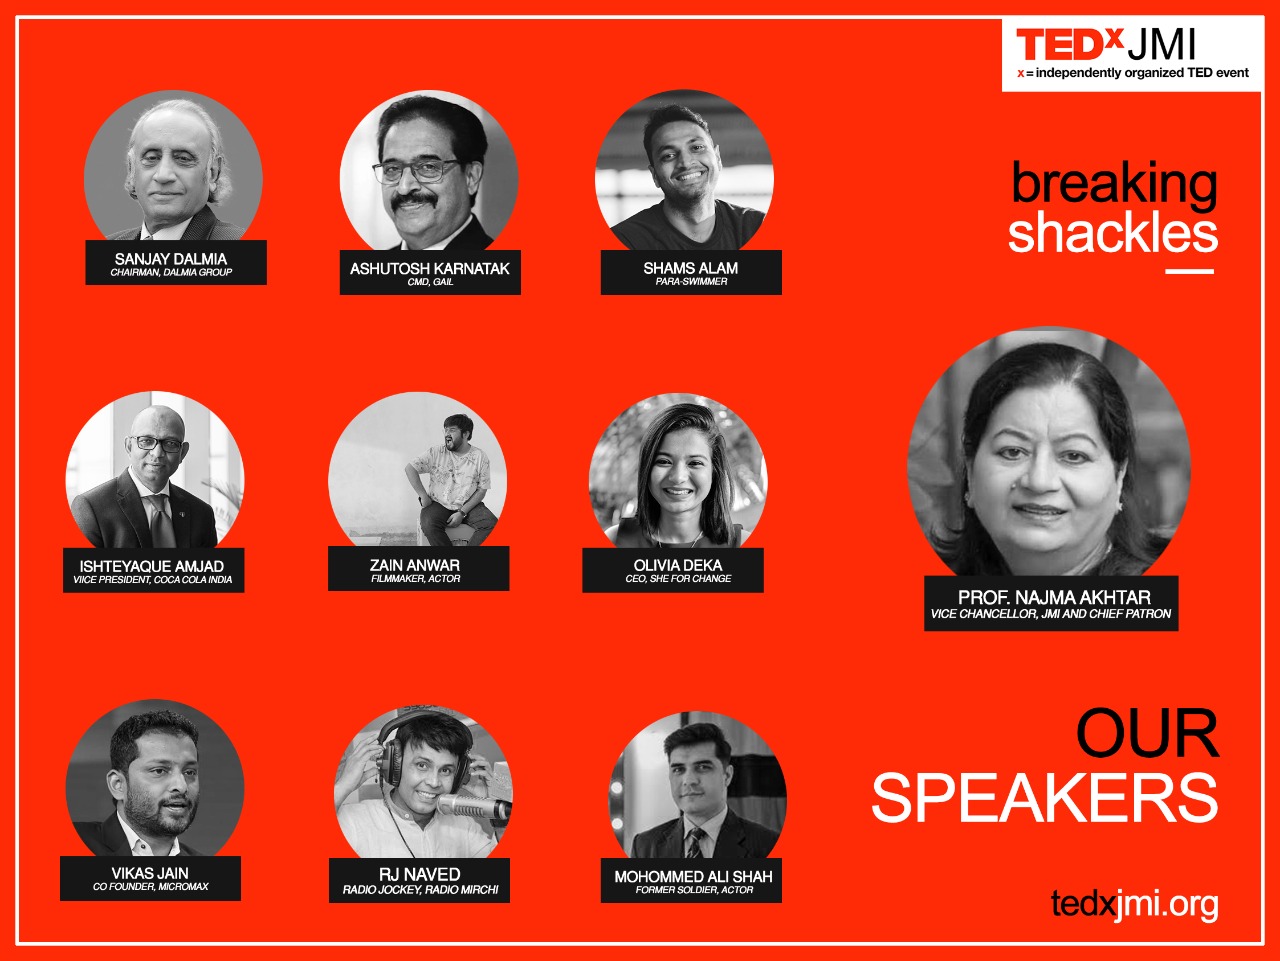 TEDx JMI
x = independently organized TED event
breaking
shackles
SANJAY DALMIA
CHAIRMAN, DALMIA GROUP
ASHUTOSH KARNATAK
CMD, GAIL
SHAMS ALAM
PARA-SWIMMER
ISHTEYAQUE AMJAD
VIICE PRESIDENT, COCA COLA INDIA
ZAIN ANWAR
FILMMAKER, ACTOR
OLIVIA DEKA
CEO, SHE FOR CHANGE
PROF. NAJMA AKHTAR
VICE CHANCELLOR, JMI AND CHIEF PATRON
VIKAS JAIN
CO FOUNDER, MICROMAX
RJ NAVED
RADIO JOCKEY, RADIO MIRCHI
MOHOMMED ALI SHAH
FORMER SOLDIER, ACTOR
OUR
SPEAKERS
tedxjmi.org